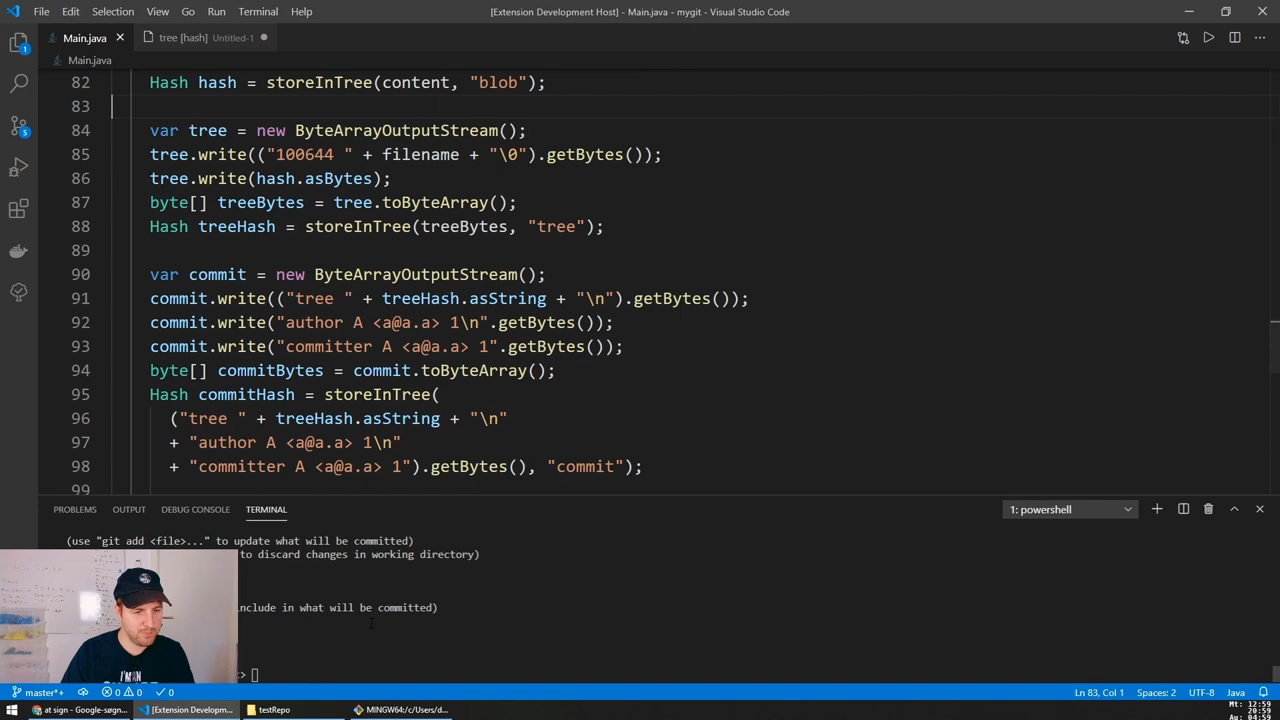 File Edit Selection View Go Run Terminal Help [Extension Development Host] - Main.java - mygit - Visual Studio Code
Main.java tree [hash] Untitled-1
Main.java
82 Hash hash = storeInTree(content, "blob");
83
84 var tree = new ByteArrayOutputStream();
85 tree.write(("100644 " + filename + "\0").getBytes());
86 tree.write(hash.asBytes);
87 byte[] treeBytes = tree.toByteArray();
88 Hash treeHash = storeInTree(treeBytes, "tree");
89
90 var commit = new ByteArrayOutputStream();
91 commit.write(("tree " + treeHash.asString + "\n").getBytes());
92 commit.write("author A <a@a.a> 1\n".getBytes());
93 commit.write("committer A <a@a.a> 1".getBytes());
94 byte[] commitBytes = commit.toByteArray();
95 Hash commitHash = storeInTree(
96 ("tree " + treeHash.asString + "\n"
97 + "author A <a@a.a> 1\n"
98 + "committer A <a@a.a> 1").getBytes(), "commit");
99
PROBLEMS OUTPUT DEBUG CONSOLE TERMINAL 1: powershell
(use "git add <file>..." to update what will be committed)
to discard changes in working directory)
include in what will be committed)
>
I'M AN
master*+ 0 0 0 Ln 83, Col 1 Spaces: 2 UTF-8 LF Java
at sign - Google-søgn... [Extension Developm... testRepo MINGW64:/c/Users/d...
Mt: 12:59
20:59